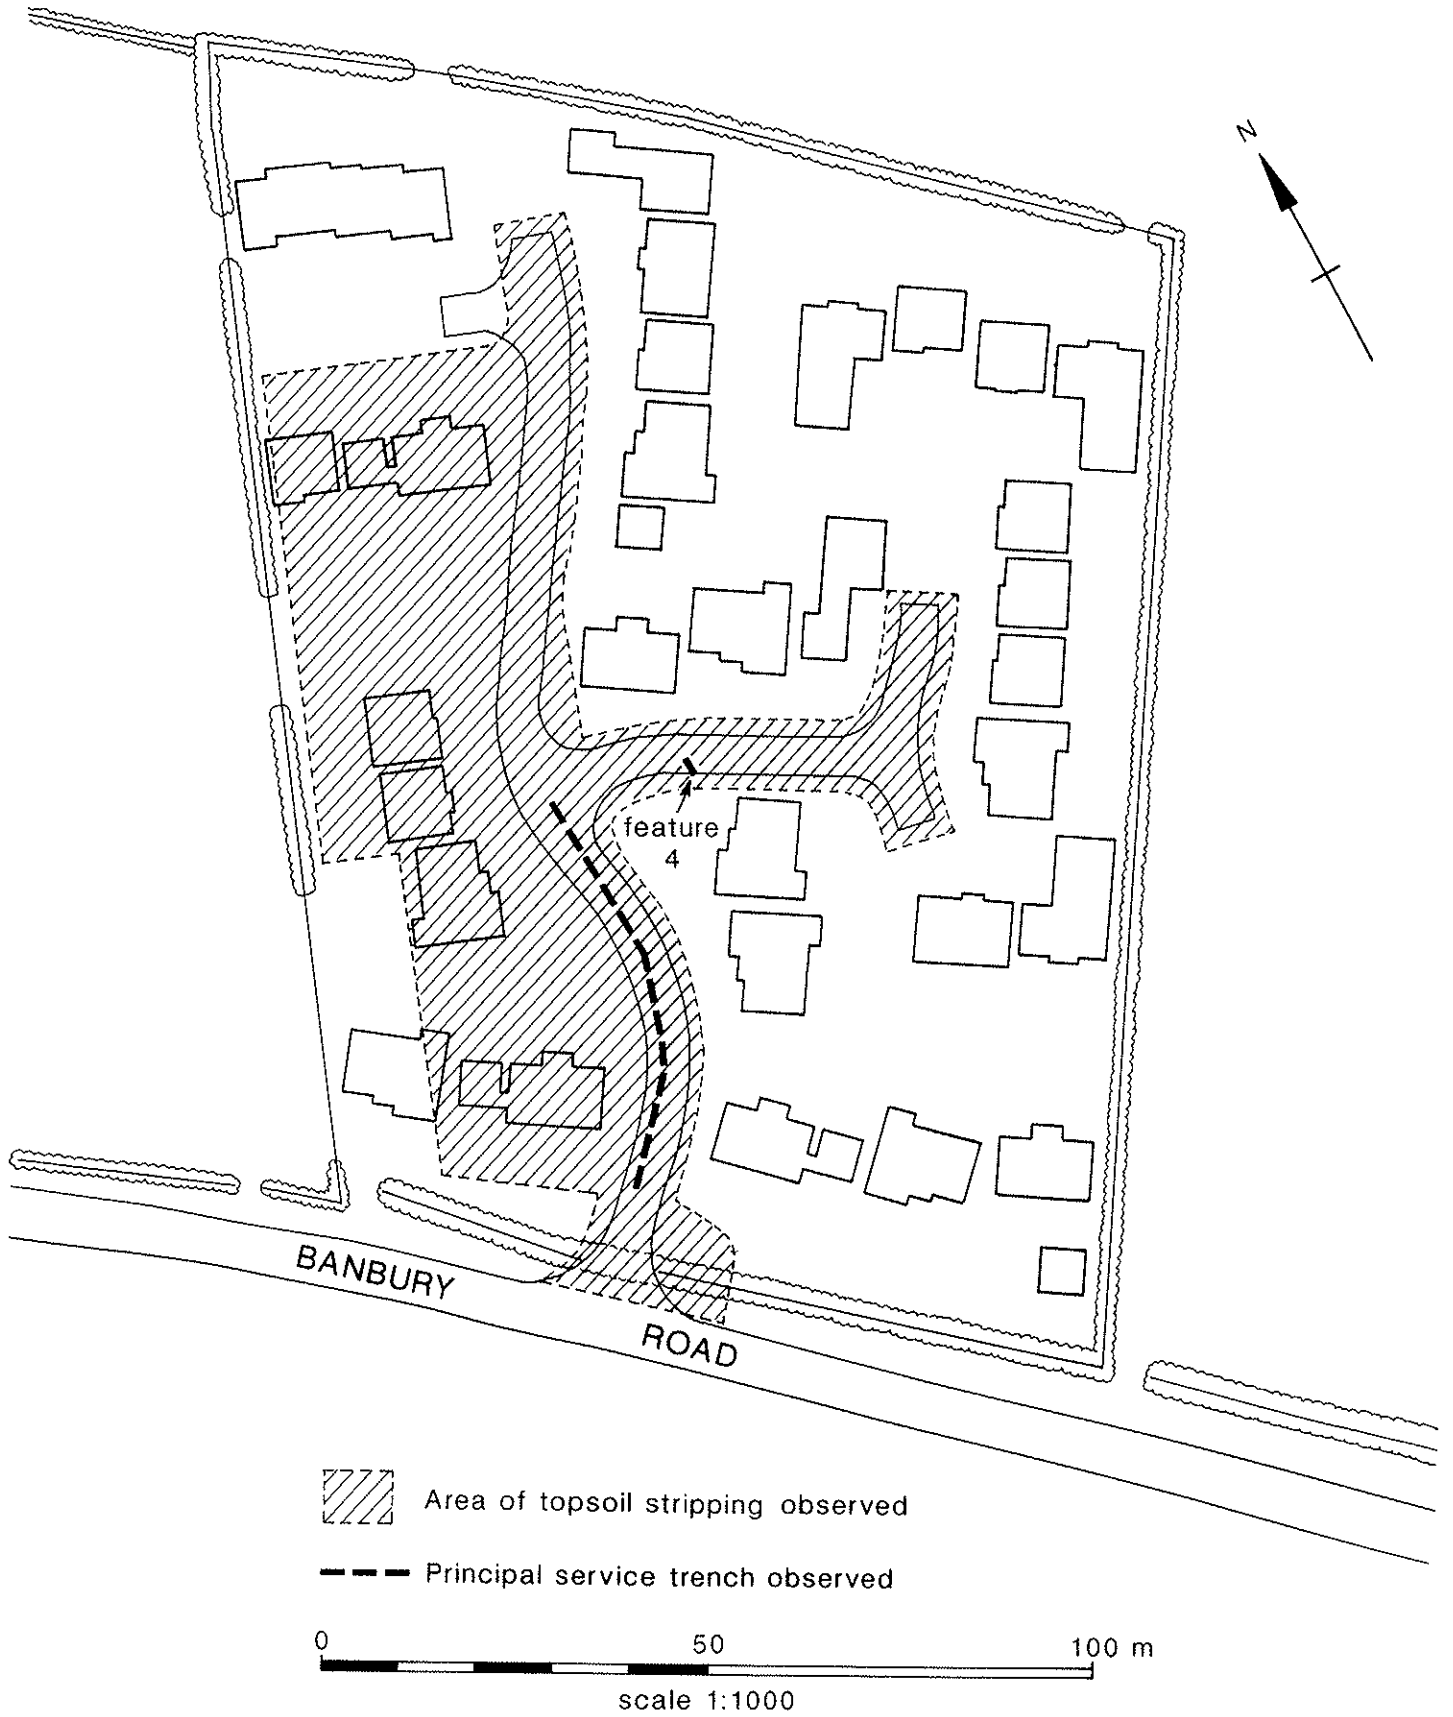 N
feature
4
BANBURY
ROAD
Area of topsoil stripping observed
Principal service trench observed
0 50 100 m
scale 1:1000